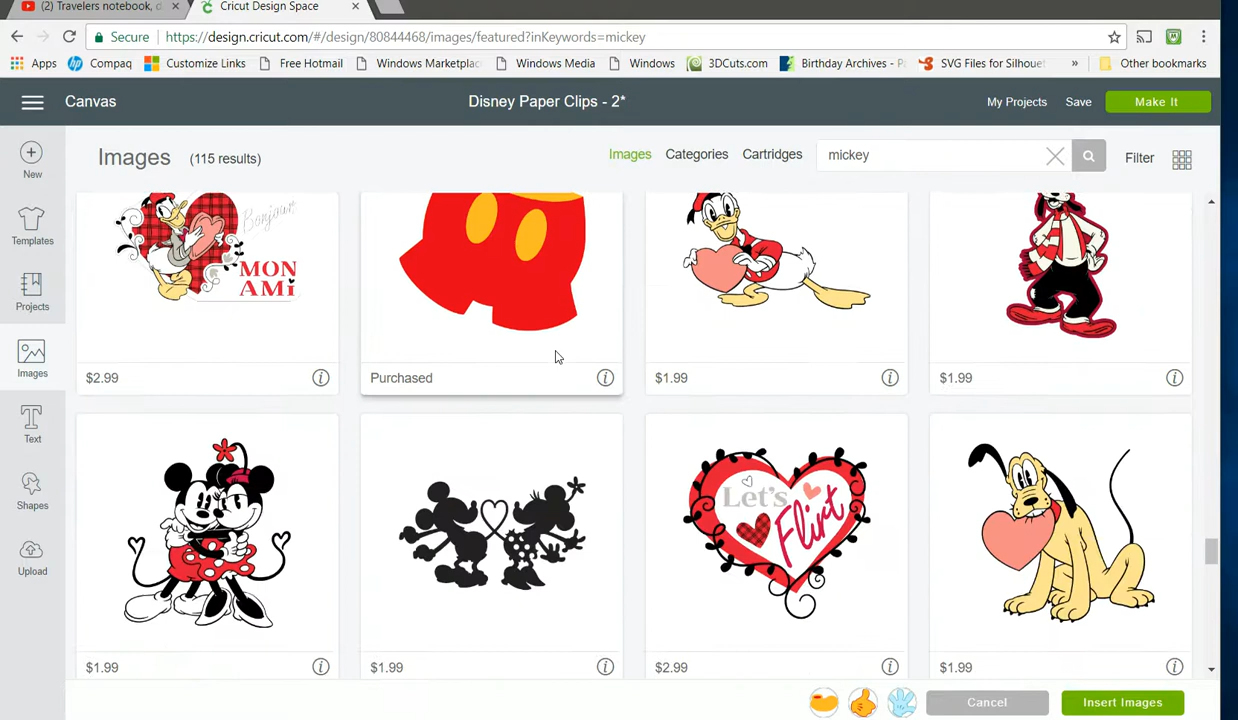 (2) Travelers notebook, d
Cricut Design Space
Secure
https://design.cricut.com/#/design/80844468/images/featured?inKeywords=mickey
Apps
Compaq
Customize Links
Free Hotmail
Windows Marketplac
Windows Media
Windows
3DCuts.com
Birthday Archives - P
SVG Files for Silhouet
»
Other bookmarks
Canvas
Disney Paper Clips - 2*
My Projects
Save
Make It
New
Templates
Projects
Images
Text
Shapes
Upload
Images (115 results)
Images
Categories
Cartridges
mickey
Filter
Bonjour
MON
AMi
$2.99
Purchased
$1.99
$1.99
Let's
Flirt
$1.99
$1.99
$2.99
$1.99
Cancel
Insert Images